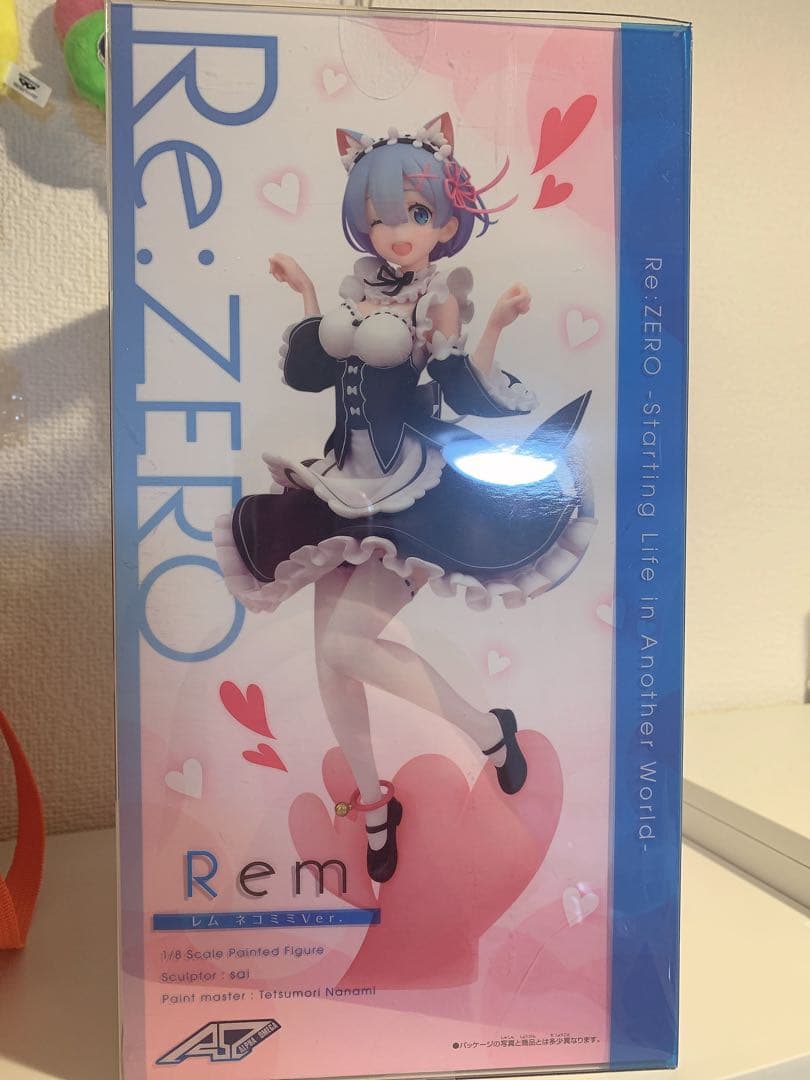 Re:ZERO
Re:ZERO -Starting Life in Another World-
Rem
レム ネコミミVer.
1/8 Scale Painted Figure
Sculptor : sai
Paint master : Tetsumori Nanami
ALPHA OMEGA
●パッケージの写真と商品とは多少異なります。